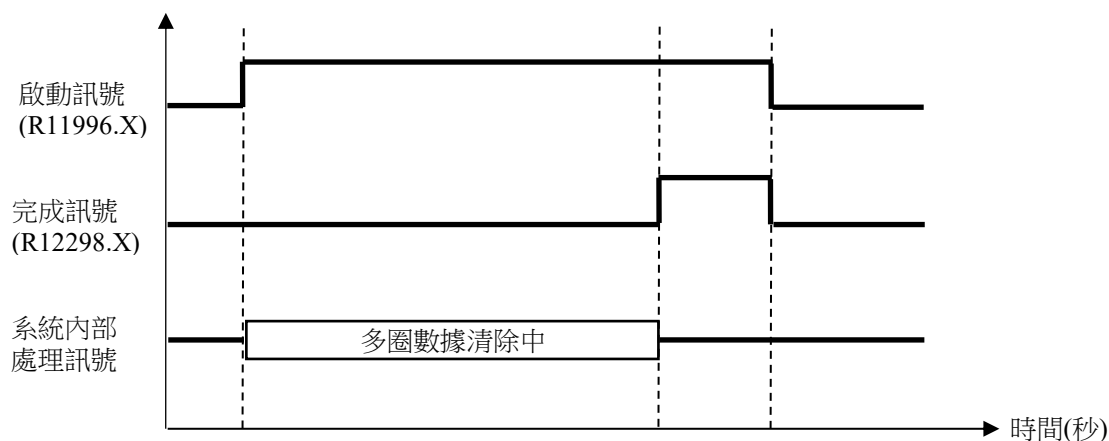 啟動訊號
(R11996.X)
完成訊號
(R12298.X)
系統內部
處理訊號
多圈數據清除中
時間(秒)